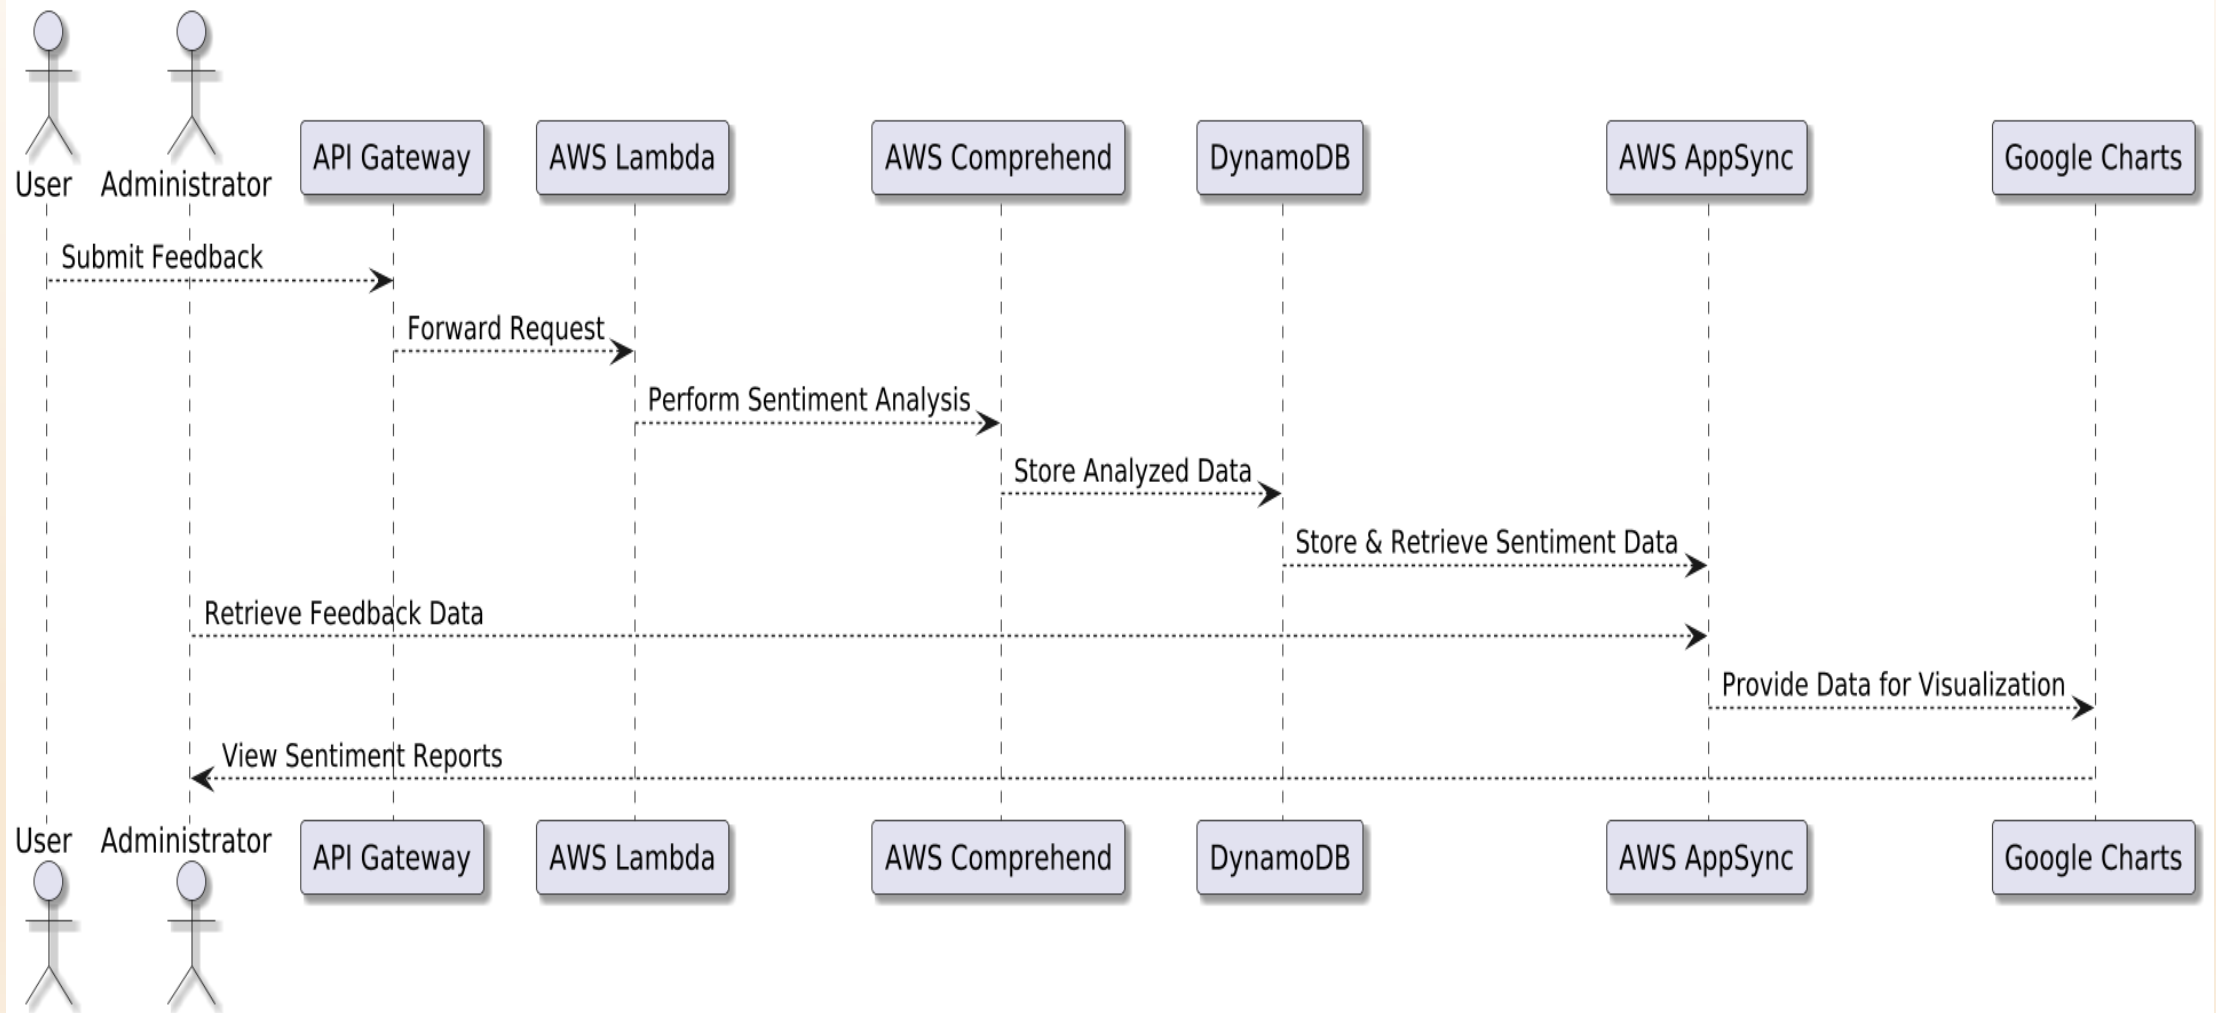 User
Administrator
API Gateway
AWS Lambda
AWS Comprehend
DynamoDB
AWS AppSync
Google Charts
Submit Feedback
Forward Request
Perform Sentiment Analysis
Store Analyzed Data
Store & Retrieve Sentiment Data
Retrieve Feedback Data
Provide Data for Visualization
View Sentiment Reports
User
Administrator
API Gateway
AWS Lambda
AWS Comprehend
DynamoDB
AWS AppSync
Google Charts